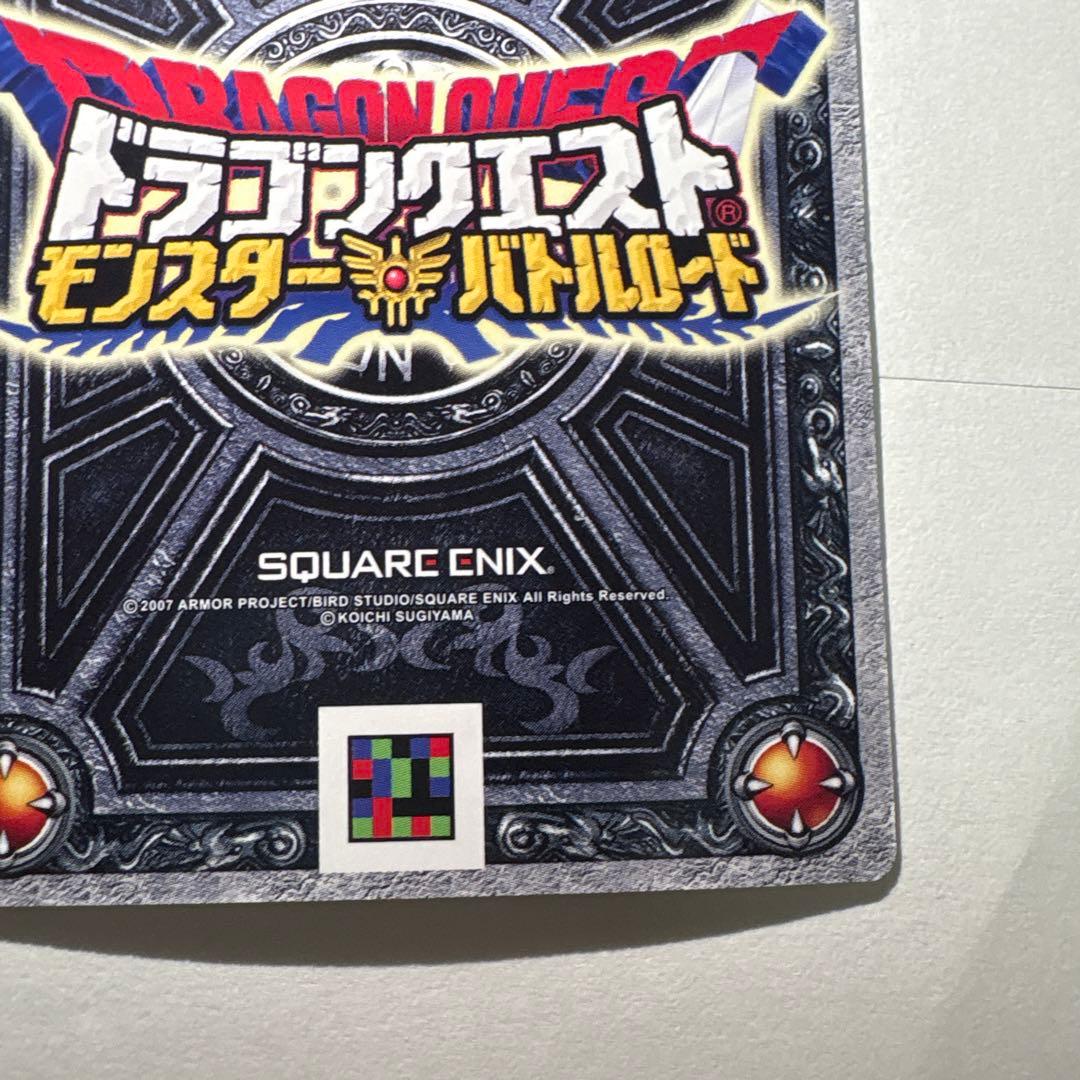 DRAGON QUEST
ドラゴンクエスト®
モンスターバトルロード
SQUARE ENIX®
©2007 ARMOR PROJECT/BIRD STUDIO/SQUARE ENIX All Rights Reserved.
©KOICHI SUGIYAMA